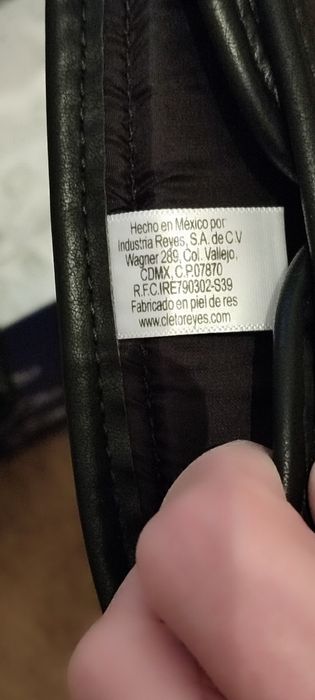 Hecho en México por
Industria Reyes, S.A. de C.V
Wagner 289, Col. Vallejo,
CDMX, C.P.07870
R.F.C.IRE790302-S39
Fabricado en piel de res
www.cletoreyes.com